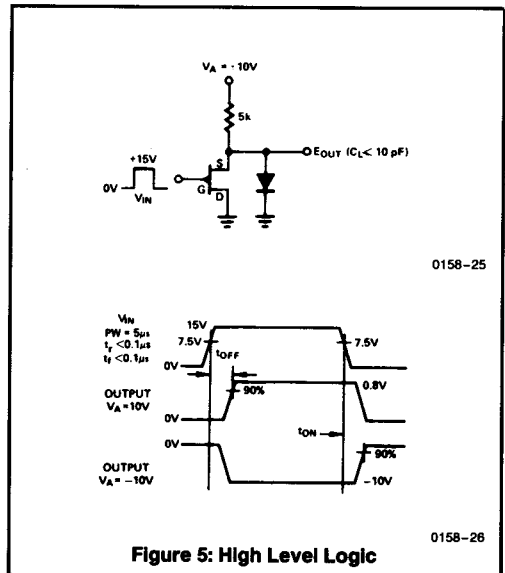 VA = -10V
5k
EOUT (CL< 10 pF)
+15V
0V
VIN
S
G
D
0158-25
VIN
PW = 5μs
tr <0.1μs
tf <0.1μs
15V
7.5V
7.5V
0V
tOFF
OUTPUT
VA =10V
90%
0.8V
0V
tON
0V
OUTPUT
VA = -10V
90%
-10V
0158-26
Figure 5: High Level Logic